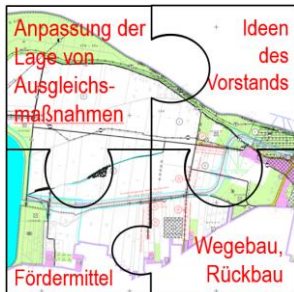 Anpassung der
Lage von
Ausgleichs-
maßnahmen
Ideen
des
Vorstands
Fördermittel
Wegebau,
Rückbau